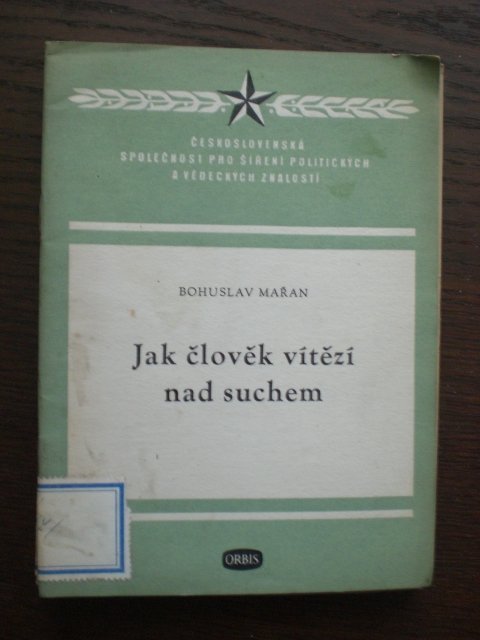 ČESKOSLOVENSKÁ
SPOLEČNOST PRO ŠÍŘENÍ POLITICKÝCH
A VĚDECKÝCH ZNALOSTÍ
BOHUSLAV MAŘAN
Jak člověk vítězí
nad suchem
ORBIS